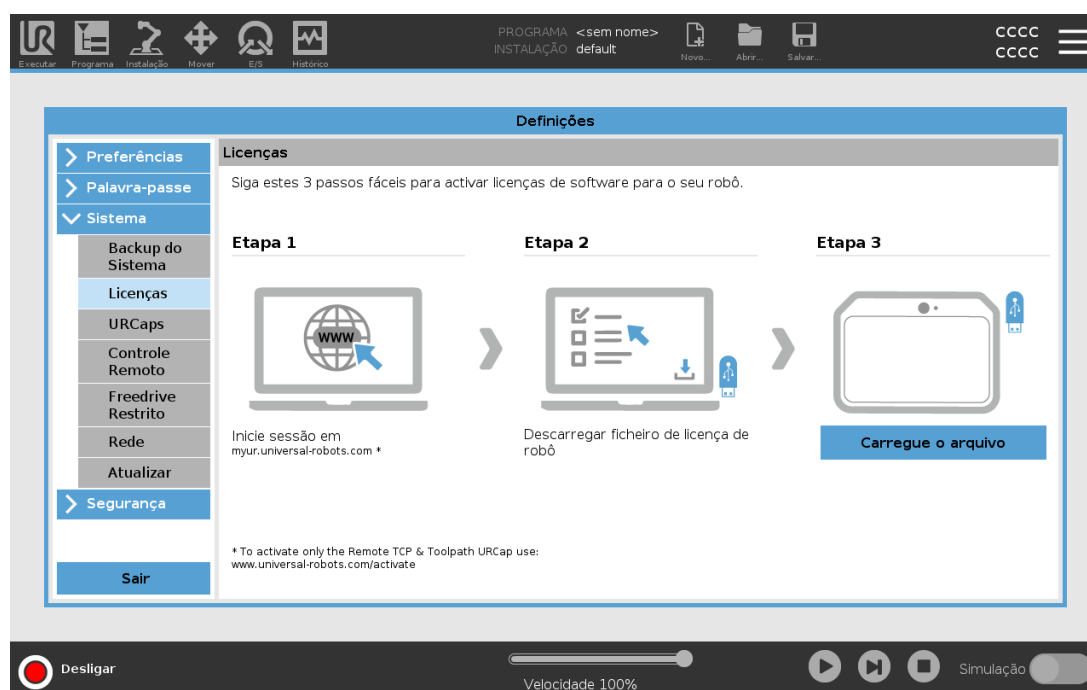 PROGRAMA <sem nome>
INSTALAÇÃO default
CCCC
CCCC
Executar Programa Instalação Mover E/S Histórico Novo... Abrir... Salvar...
Definições
Preferências
Palavra-passe
Sistema
Backup do
Sistema
Licenças
URCaps
Controle
Remoto
Freedrive
Restrito
Rede
Atualizar
Segurança
Sair
Licenças
Siga estes 3 passos fáceis para activar licenças de software para o seu robô.
Etapa 1
WWW
Inicie sessão em
myur.universal-robots.com *
Etapa 2
Descarregar ficheiro de licença de
robô
Etapa 3
Carregue o arquivo
* To activate only the Remote TCP & Toolpath URCap use:
www.universal-robots.com/activate
Desligar
Velocidade 100%
Simulação